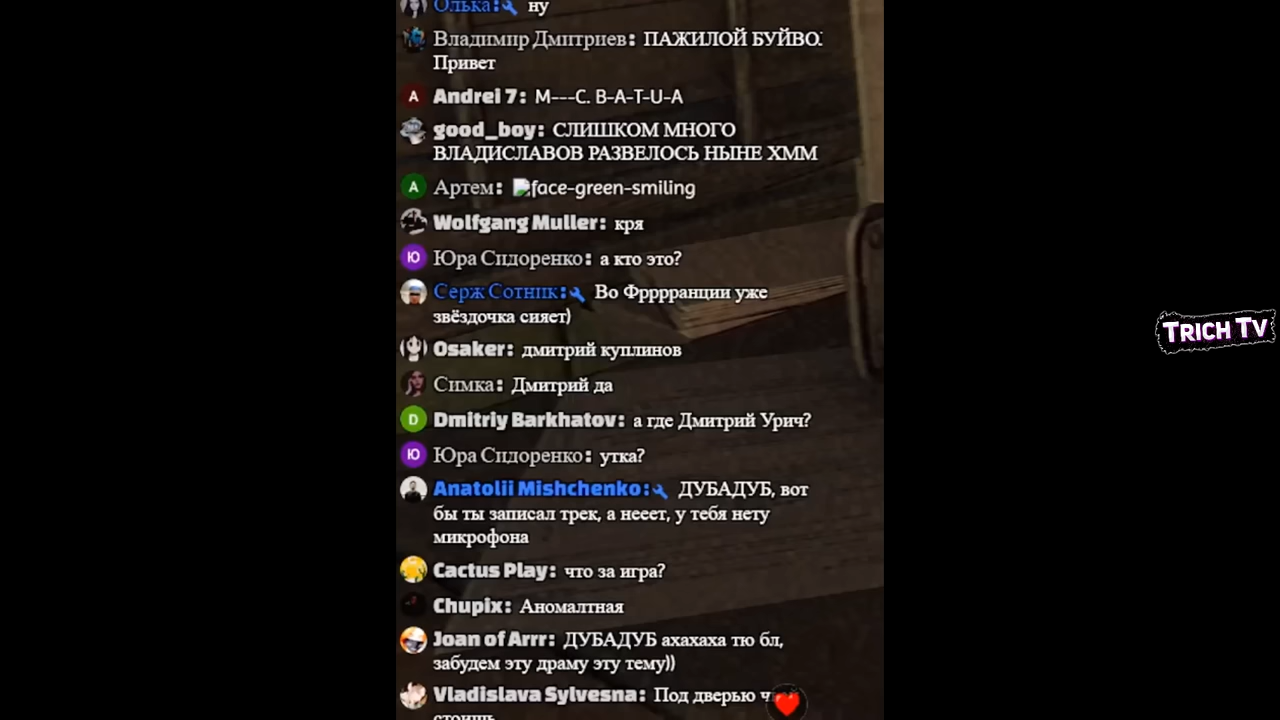 Олька: ну
Владимир Дмитриев: ПАЖИЛОЙ БУЙВОЛ
Привет
A Andrei 7: M---C. B-A-T-U-A
good_boy: СЛИШКОМ МНОГО
ВЛАДИСЛАВОВ РАЗВЕЛОСЬ НЫНЕ ХММ
А Артем: face-green-smiling
Wolfgang Muller: кря
Ю Юра Сидоренко: а кто это?
Серж Сотник: Во Фрррранции уже
звёздочка сияет)
TRICH TV
Osaker: дмитрий куплинов
Симка: Дмитрий да
D Dmitriy Barkhatov: а где Дмитрий Урич?
Ю Юра Сидоренко: утка?
Anatolii Mishchenko: ДУБАДУБ, вот
бы ты записал трек, а нееет, у тебя нету
микрофона
Cactus Play: что за игра?
Chupix: Аномалтная
Joan of Arrr: ДУБАДУБ ахахаха тю бл,
забудем эту драму эту тему))
Vladislava Sylvesna: Под дверью
стоишь